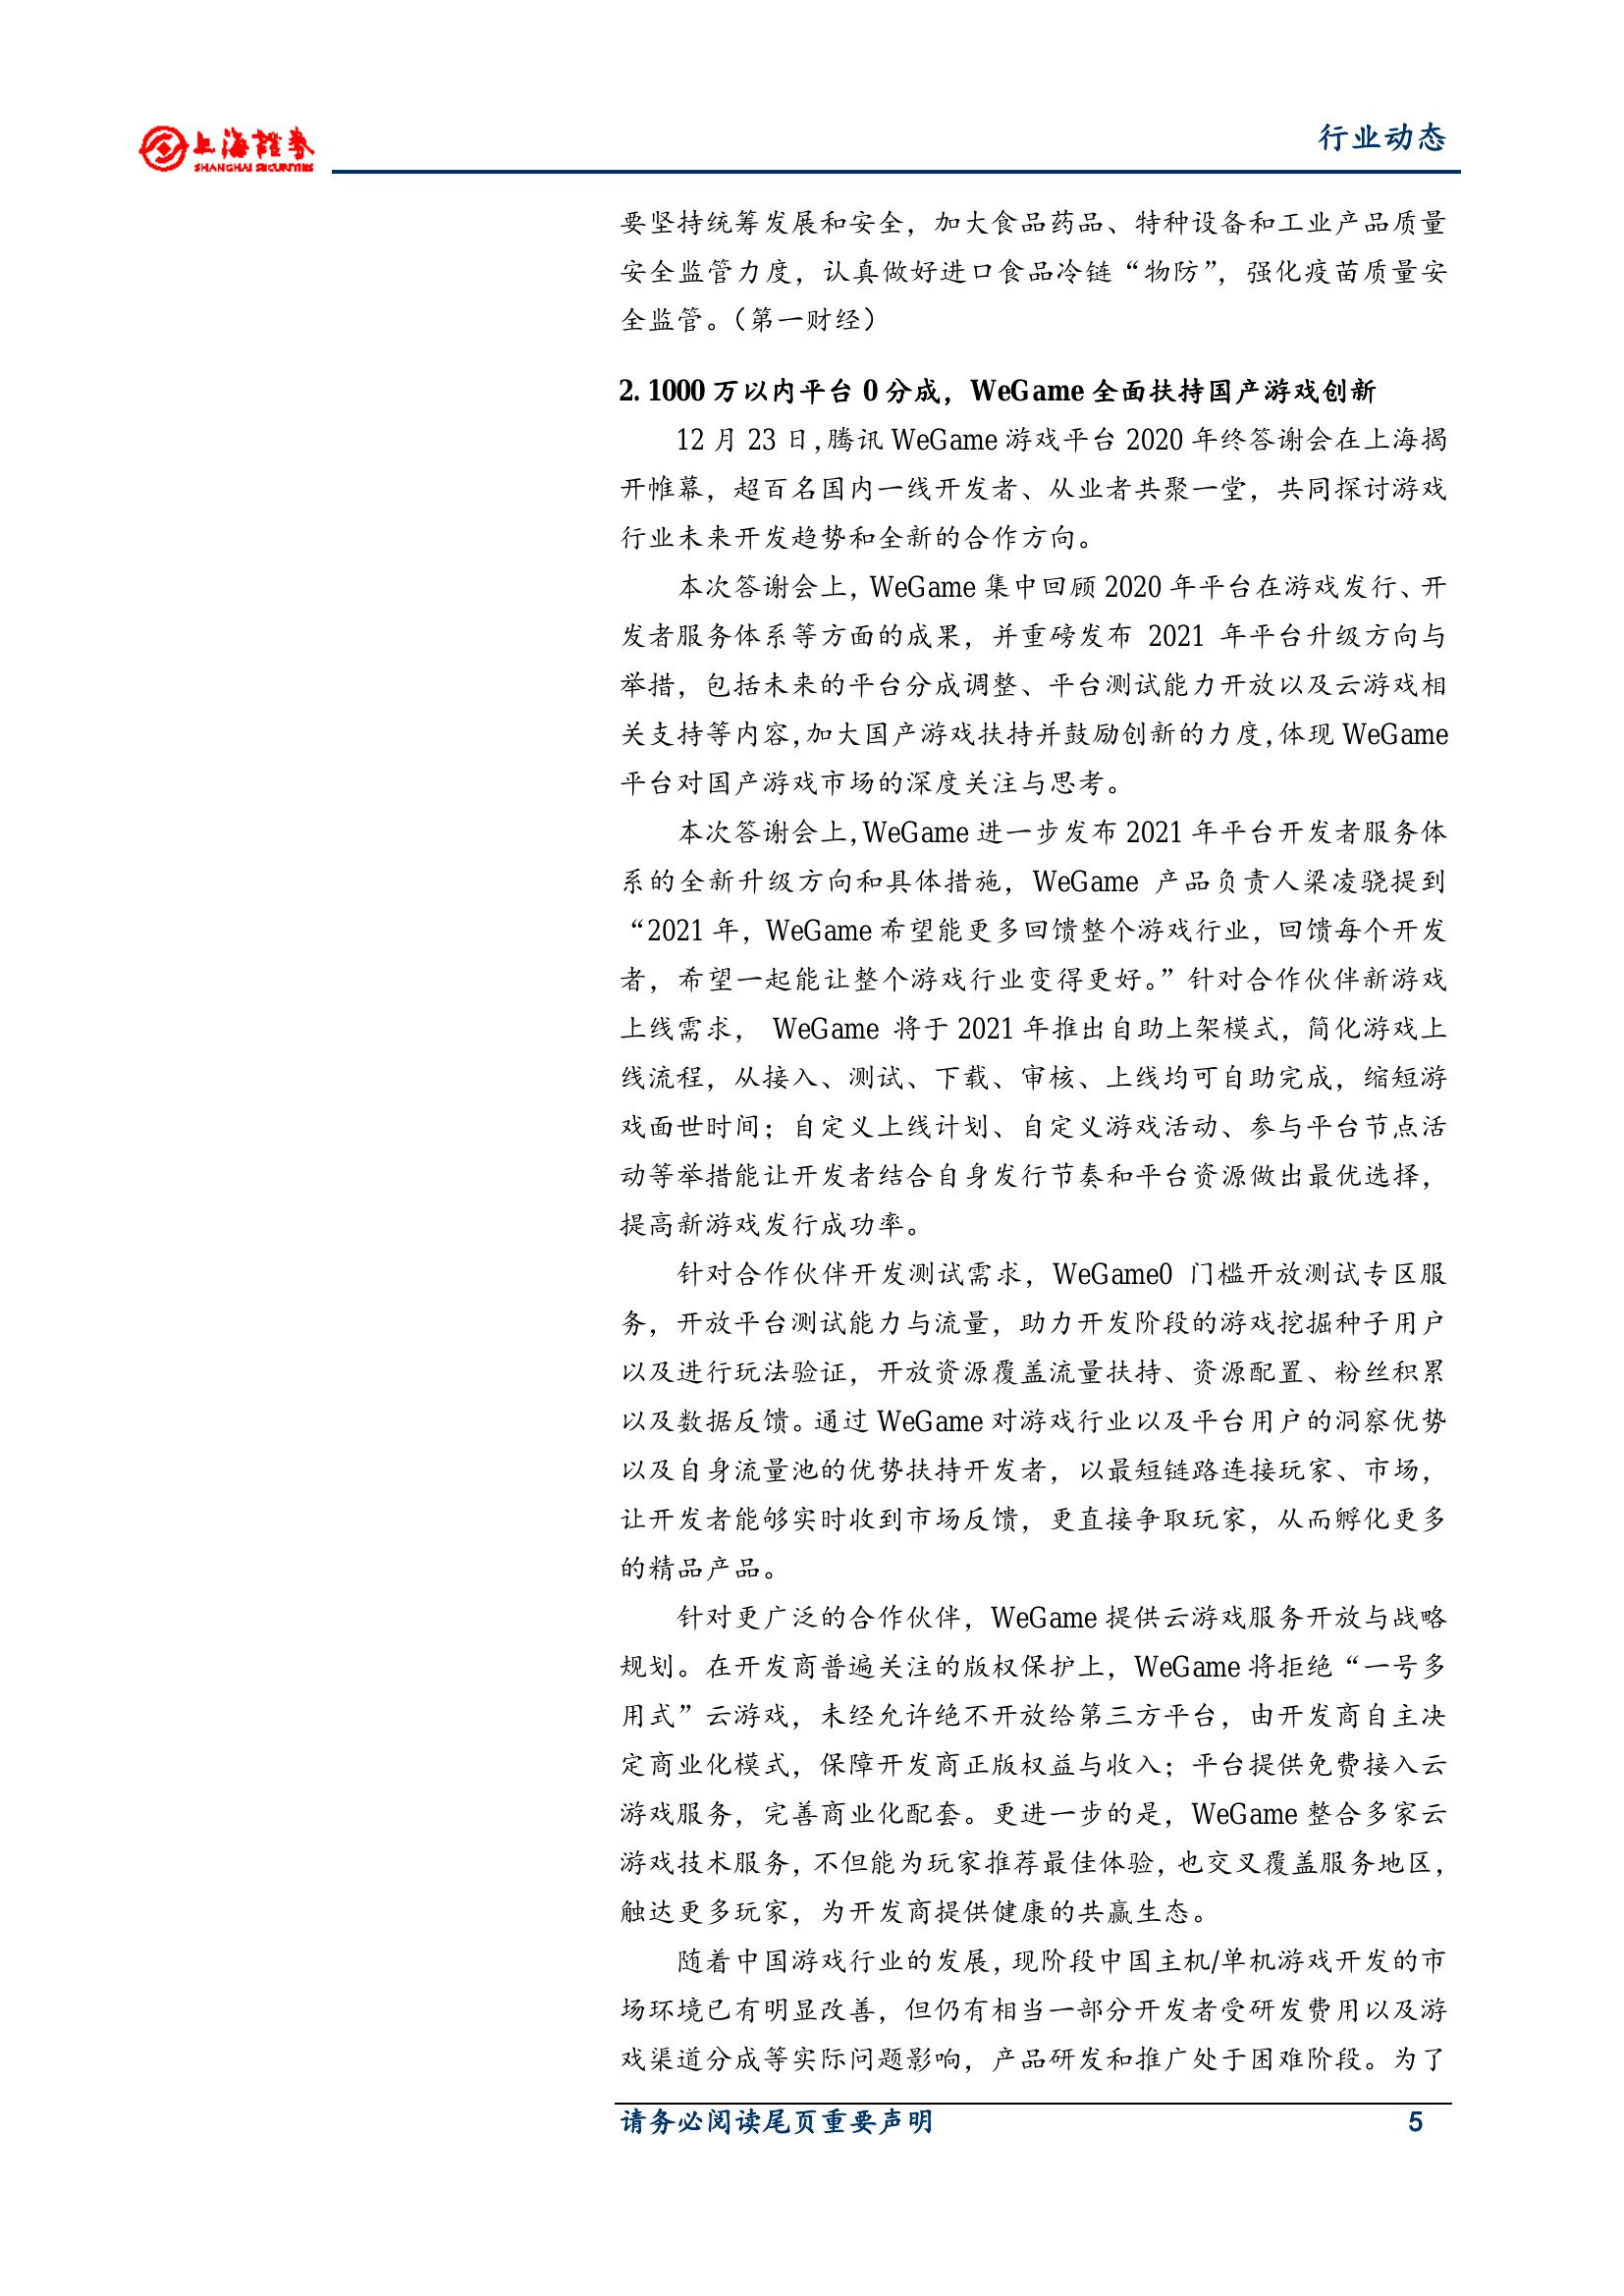 上海證券
SHANGHAI SECURITIES
行业动态
要坚持统筹发展和安全，加大食品药品、特种设备和工业产品质量
安全监管力度，认真做好进口食品冷链“物防”，强化疫苗质量安
全监管。（第一财经）
2. 1000 万以内平台 0 分成，WeGame 全面扶持国产游戏创新
12 月 23 日，腾讯 WeGame 游戏平台 2020 年终答谢会在上海揭
开帷幕，超百名国内一线开发者、从业者共聚一堂，共同探讨游戏
行业未来开发趋势和全新的合作方向。
本次答谢会上，WeGame 集中回顾 2020 年平台在游戏发行、开
发者服务体系等方面的成果，并重磅发布 2021 年平台升级方向与
举措，包括未来的平台分成调整、平台测试能力开放以及云游戏相
关支持等内容，加大国产游戏扶持并鼓励创新的力度，体现 WeGame
平台对国产游戏市场的深度关注与思考。
本次答谢会上，WeGame 进一步发布 2021 年平台开发者服务体
系的全新升级方向和具体措施，WeGame 产品负责人梁凌骁提到
“2021 年，WeGame 希望能更多回馈整个游戏行业，回馈每个开发
者，希望一起能让整个游戏行业变得更好。”针对合作伙伴新游戏
上线需求， WeGame 将于 2021 年推出自助上架模式，简化游戏上
线流程，从接入、测试、下载、审核、上线均可自助完成，缩短游
戏面世时间；自定义上线计划、自定义游戏活动、参与平台节点活
动等举措能让开发者结合自身发行节奏和平台资源做出最优选择，
提高新游戏发行成功率。
针对合作伙伴开发测试需求，WeGame0 门槛开放测试专区服
务，开放平台测试能力与流量，助力开发阶段的游戏挖掘种子用户
以及进行玩法验证，开放资源覆盖流量扶持、资源配置、粉丝积累
以及数据反馈。通过 WeGame 对游戏行业以及平台用户的洞察优势
以及自身流量池的优势扶持开发者，以最短链路连接玩家、市场，
让开发者能够实时收到市场反馈，更直接争取玩家，从而孵化更多
的精品产品。
针对更广泛的合作伙伴，WeGame 提供云游戏服务开放与战略
规划。在开发商普遍关注的版权保护上，WeGame 将拒绝“一号多
用式”云游戏，未经允许绝不开放给第三方平台，由开发商自主决
定商业化模式，保障开发商正版权益与收入；平台提供免费接入云
游戏服务，完善商业化配套。更进一步的是，WeGame 整合多家云
游戏技术服务，不但能为玩家推荐最佳体验，也交叉覆盖服务地区，
触达更多玩家，为开发商提供健康的共赢生态。
随着中国游戏行业的发展，现阶段中国主机/单机游戏开发的市
场环境已有明显改善，但仍有相当一部分开发者受研发费用以及游
戏渠道分成等实际问题影响，产品研发和推广处于困难阶段。为了
请务必阅读尾页重要声明
5